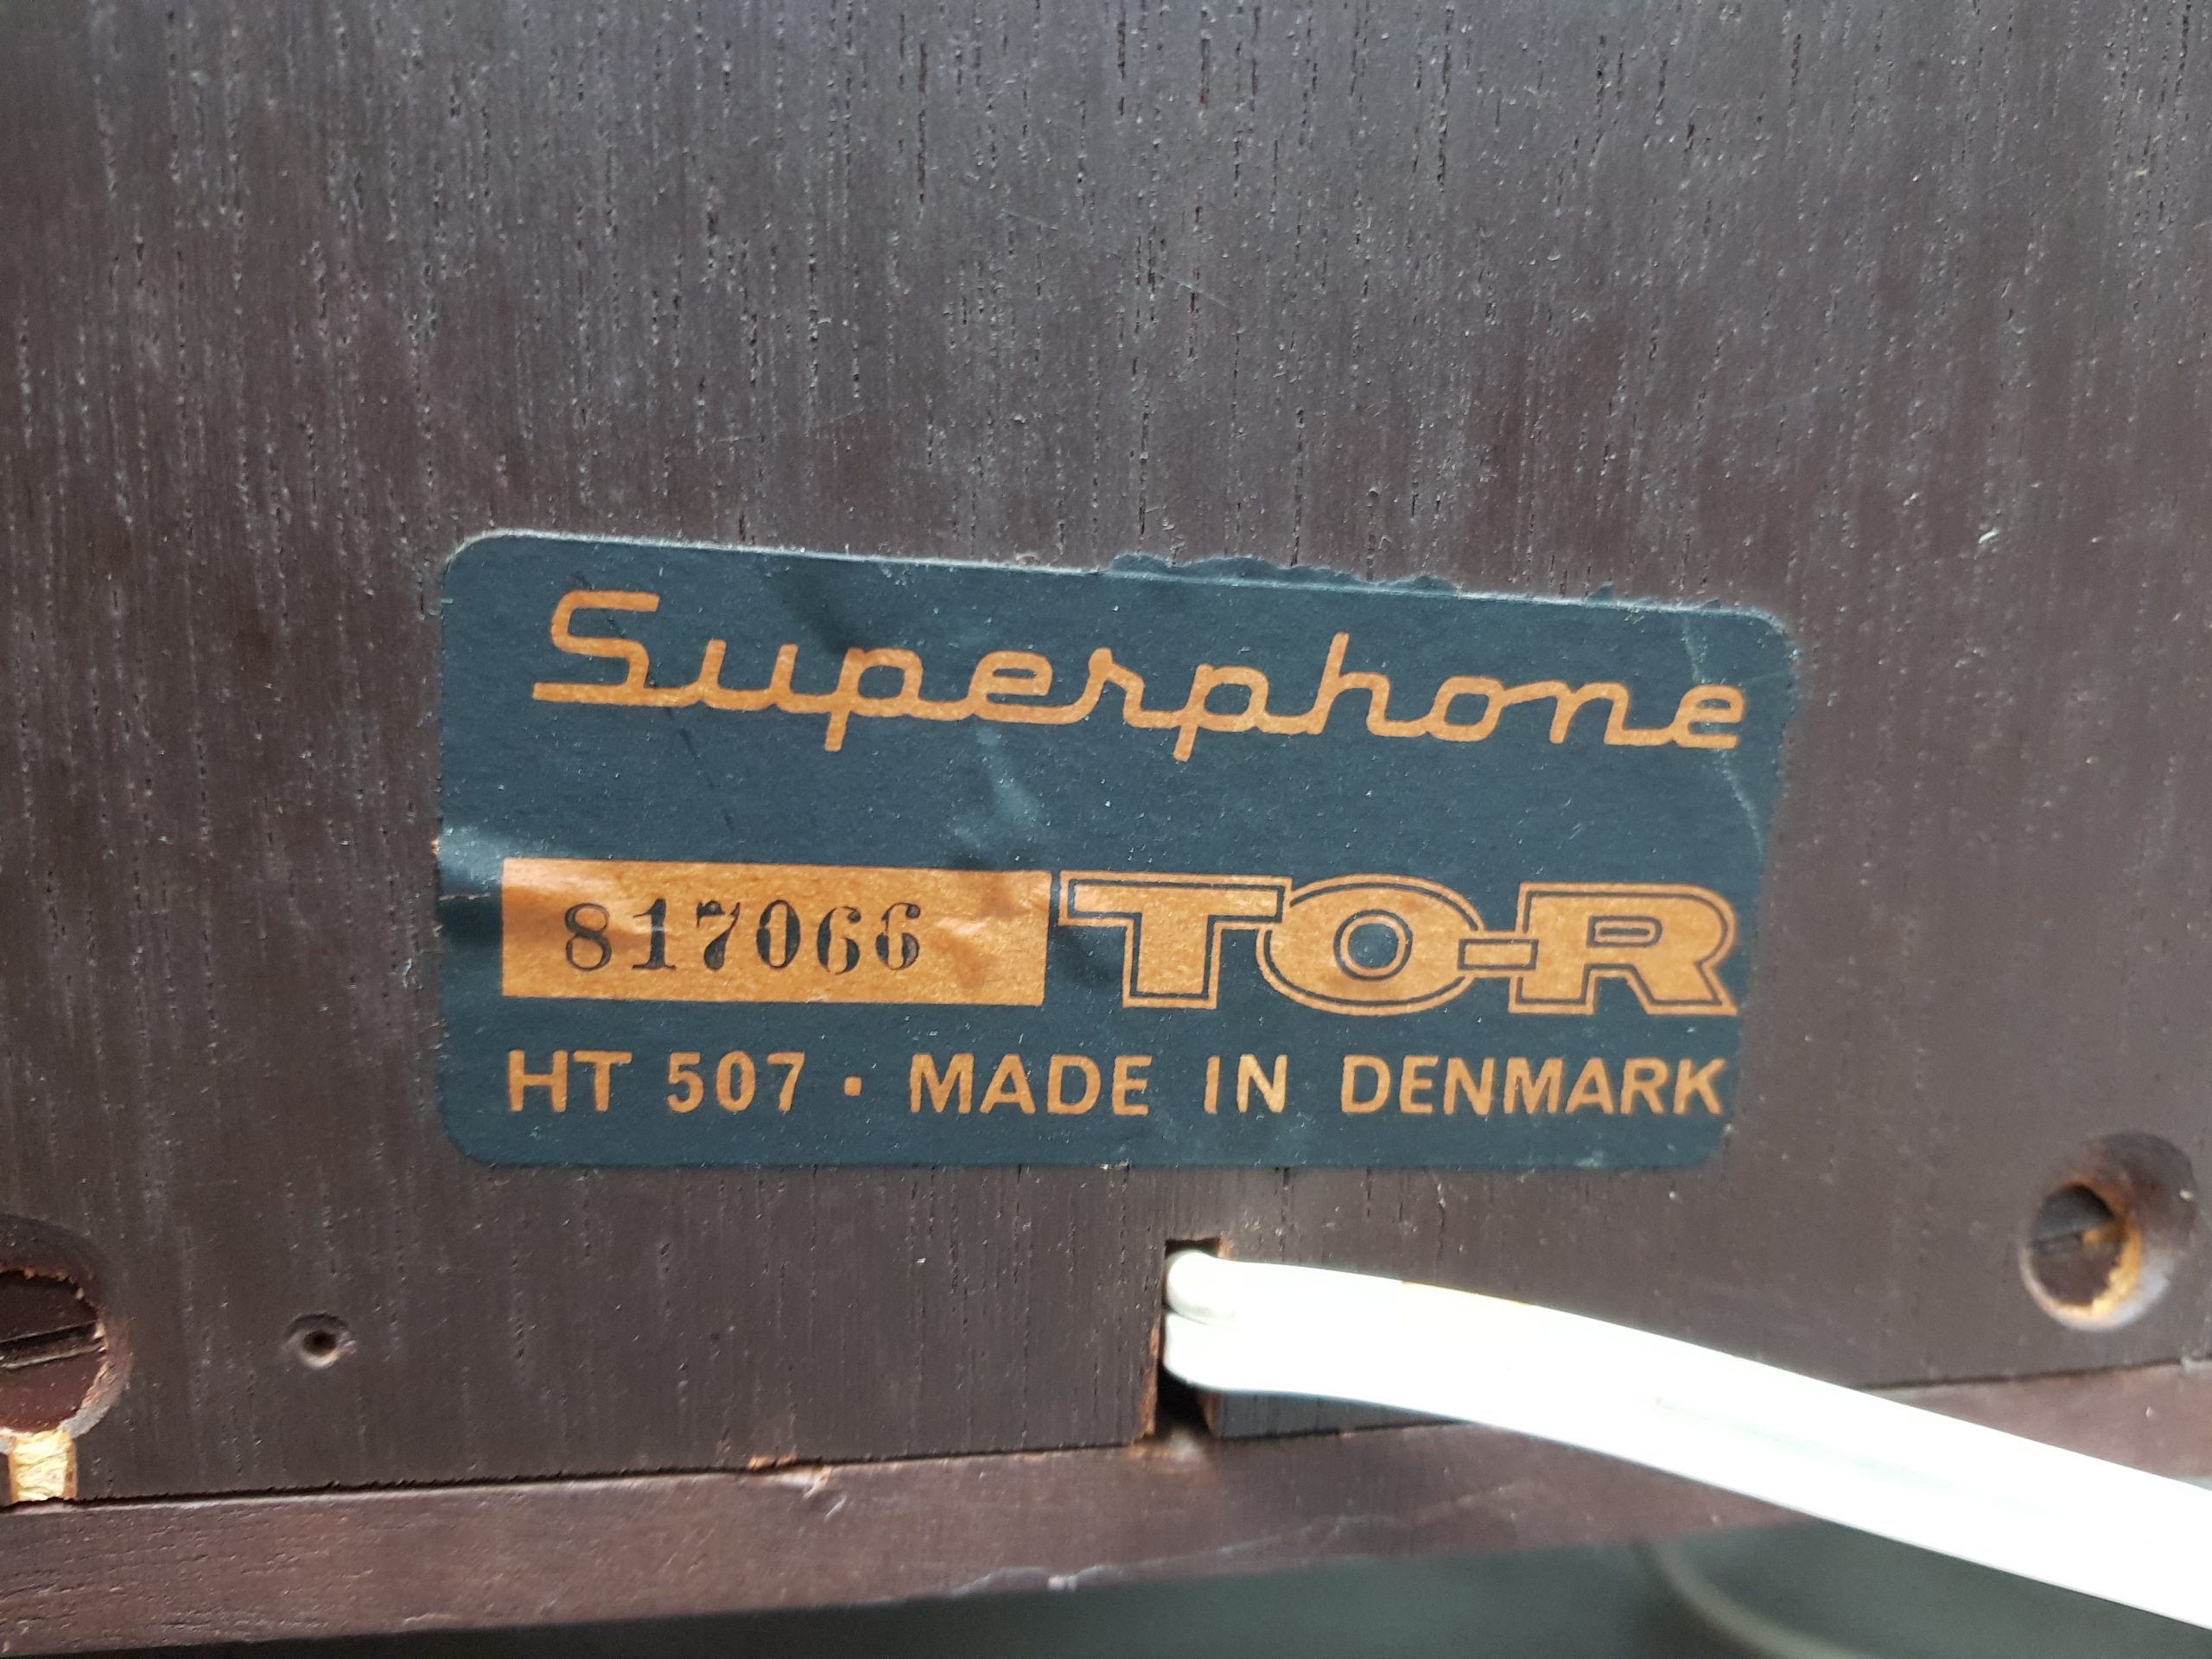 Superphone
817066 TO-R
HT 507 · MADE IN DENMARK